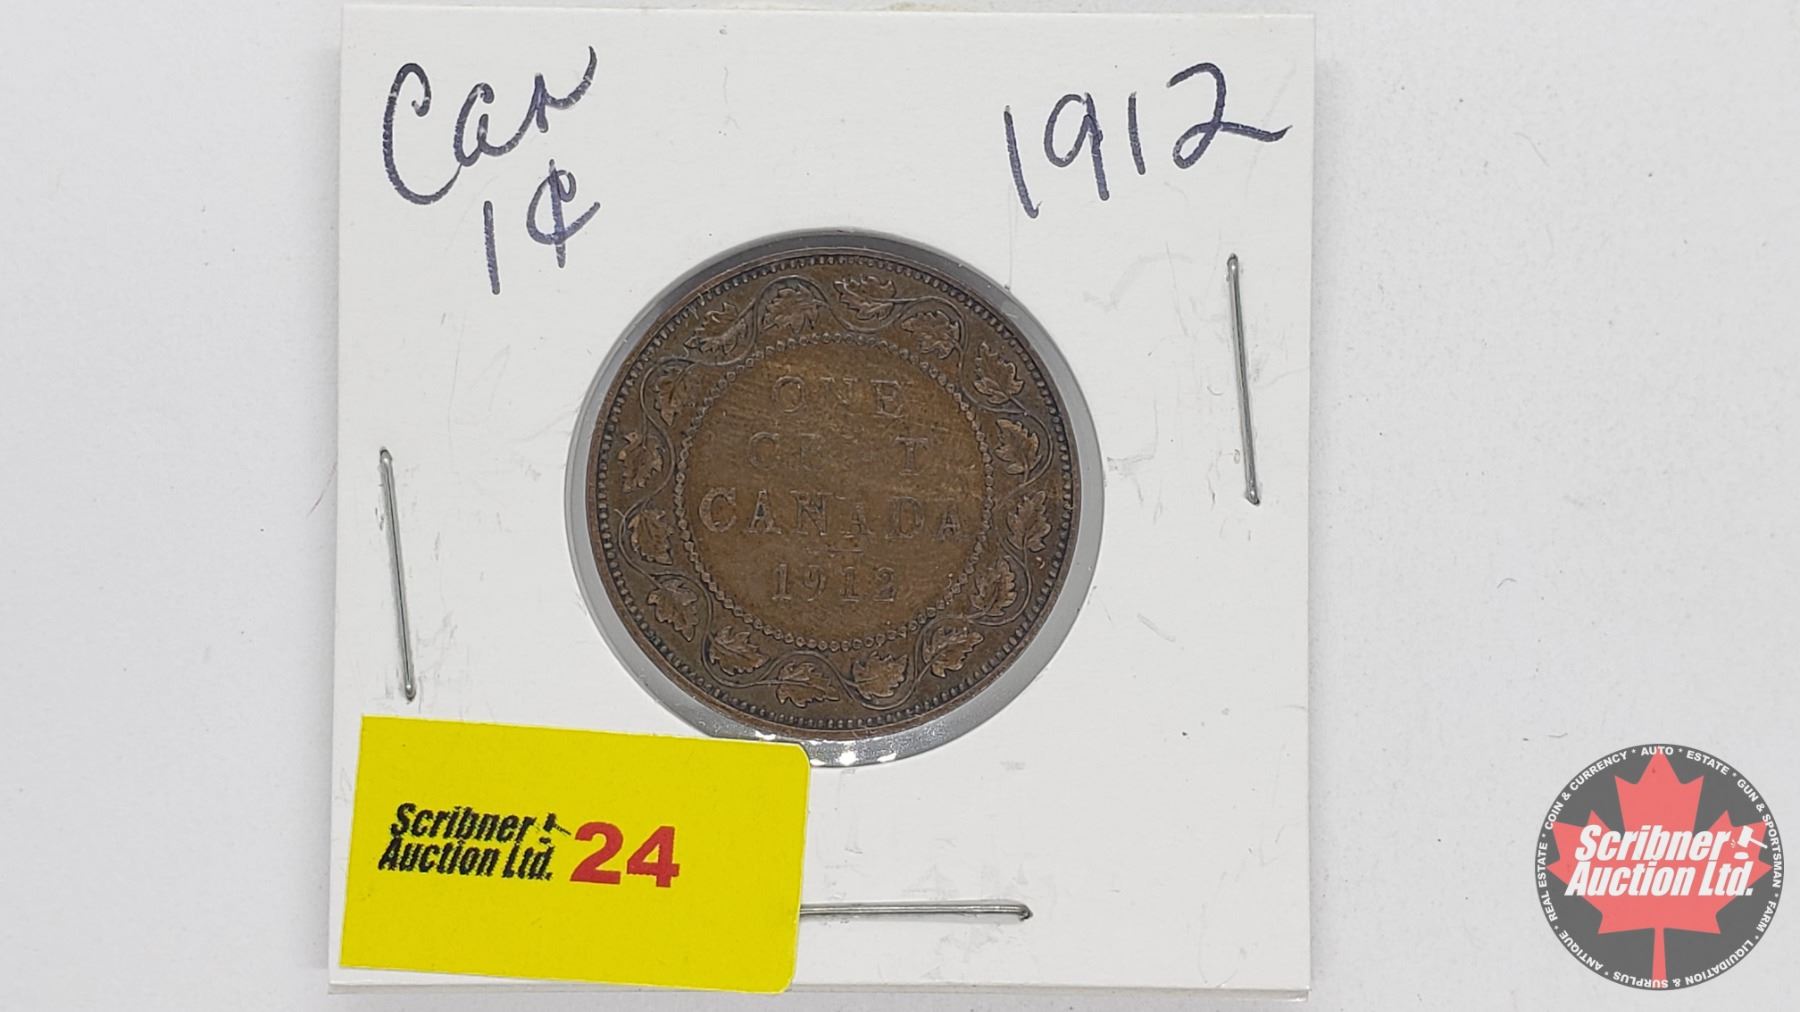 Can
1¢
1912
ONE
CENT
CANADA
1912
Scribner
Auction Ltd.
24
COIN & CURRENCY * AUTO * ESTATE * GUN & SPORTSMAN * FARM * LIQUIDATION & SURPLUS * ANTIQUE * REAL ESTATE *
Scribner
Auction Ltd.